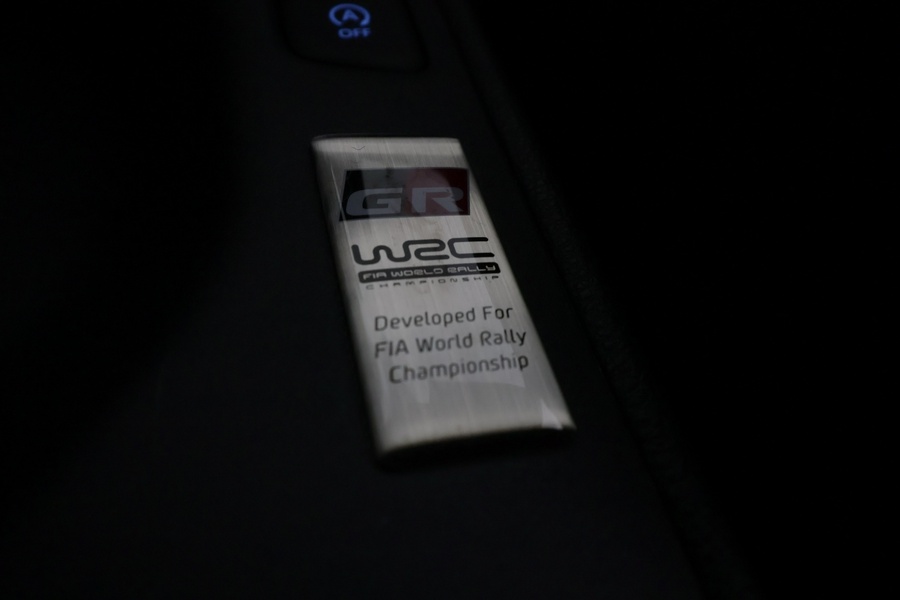 A
OFF
GR
WRC
FIA WORLD RALLY
CHAMPIONSHIP
Developed For
FIA World Rally
Championship